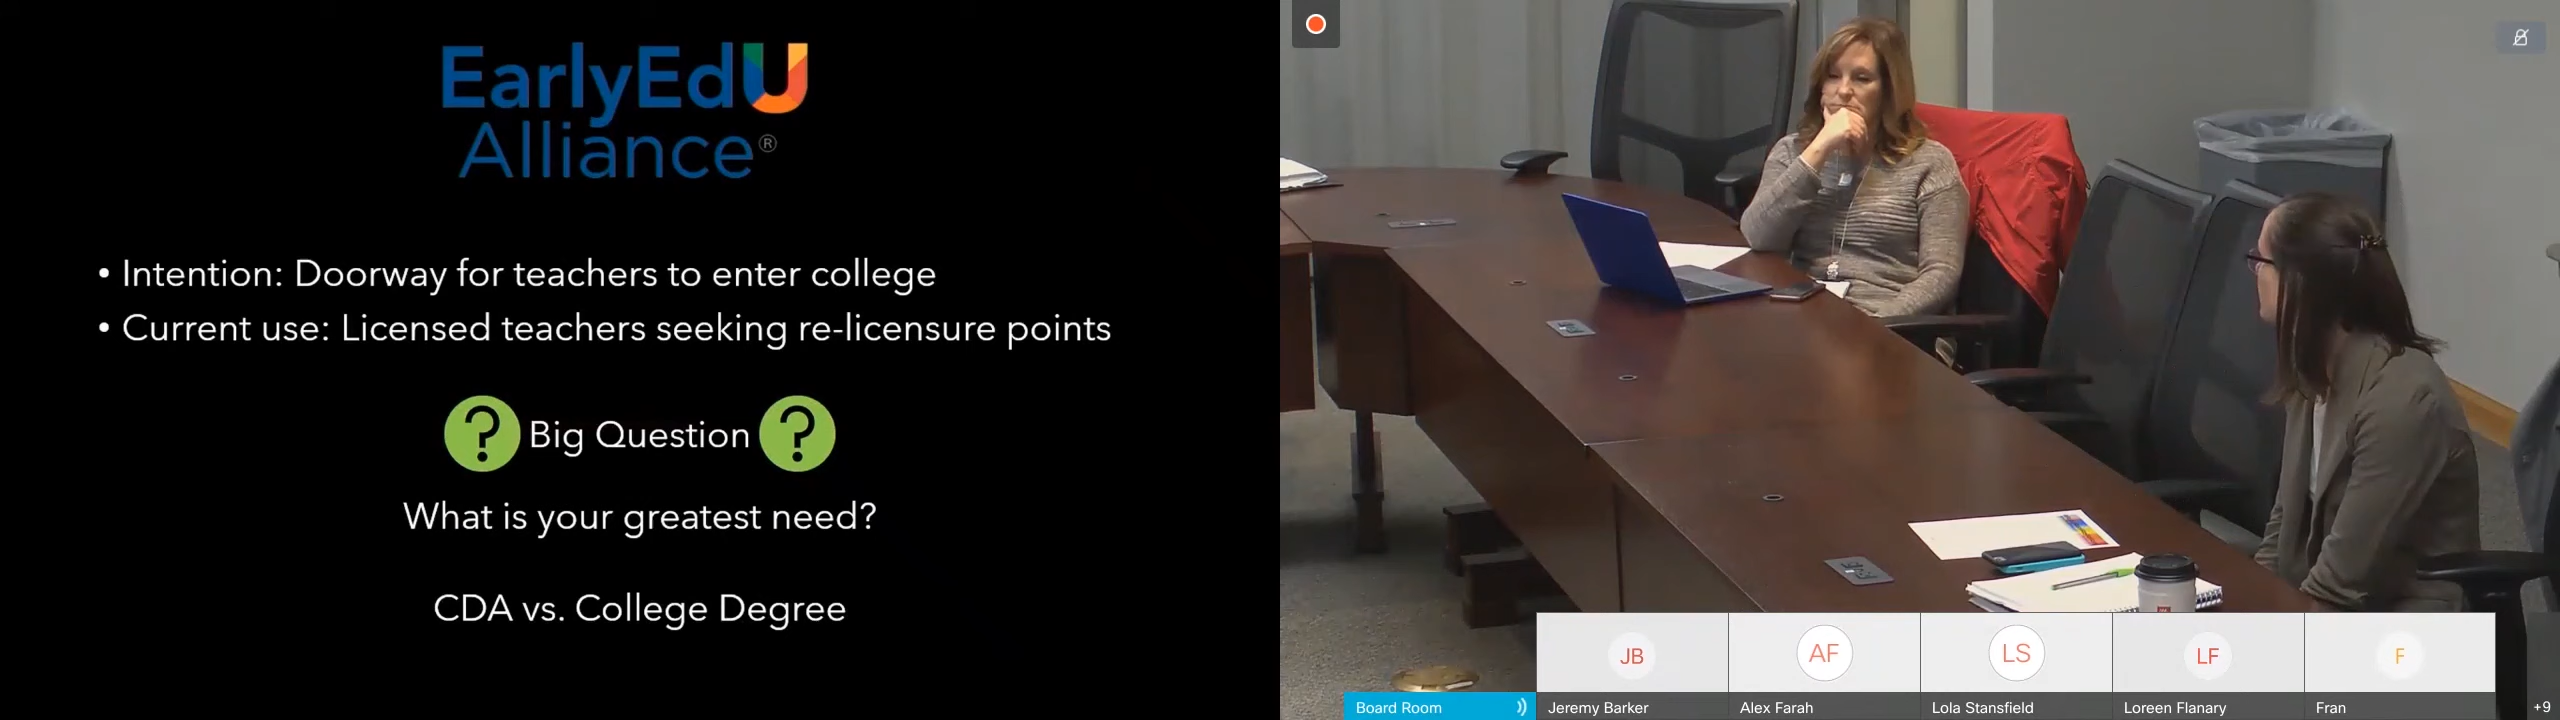 EarlyEdU
Alliance®
• Intention: Doorway for teachers to enter college
• Current use: Licensed teachers seeking re-licensure points
? Big Question ?
What is your greatest need?
CDA vs. College Degree
JB
AF
LS
LF
F
Board Room
Jeremy Barker
Alex Farah
Lola Stansfield
Loreen Flanary
Fran
+9